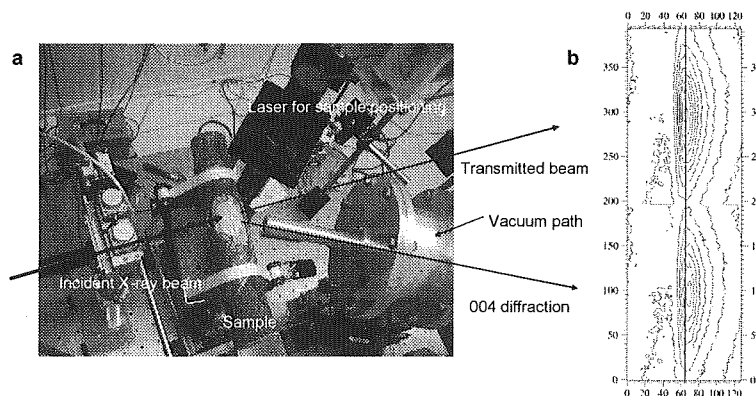 a
Laser for sample positioning
Transmitted beam
Vacuum path
Incident X-ray beam
004 diffraction
Sample
b
0 20 40 60 80 100 120
350
300
250
200
150
100
50
0
0 20 40 60 80 100 120